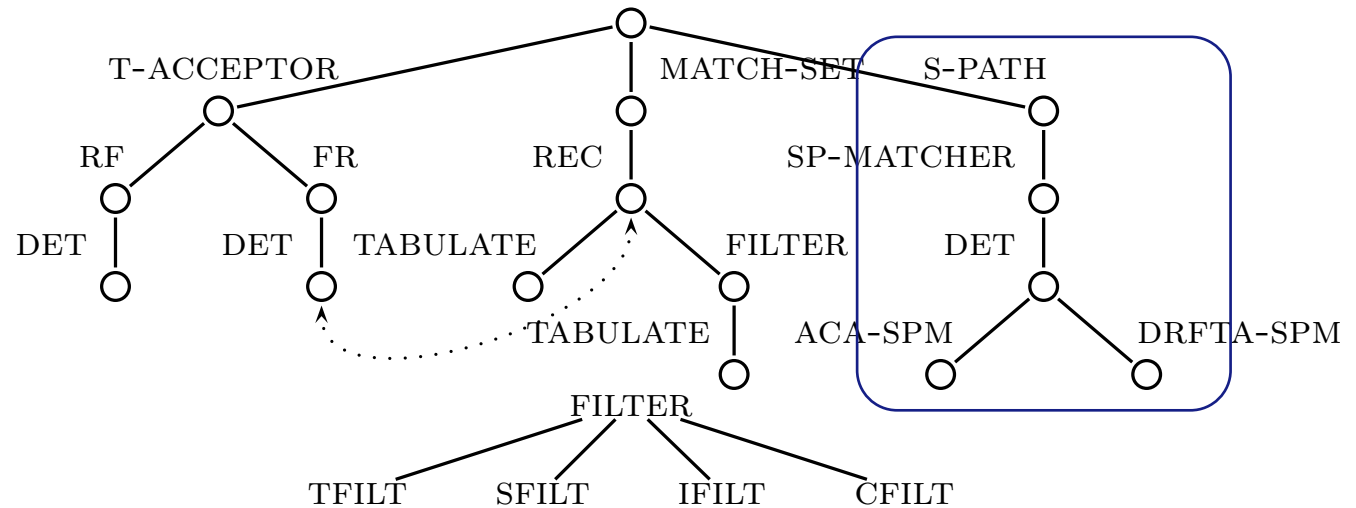 T-ACCEPTOR MATCH-SET S-PATH
RF FR REC SP-MATCHER
DET DET TABULATE FILTER DET
TABULATE ACA-SPM DRFTA-SPM
FILTER
TFILT SFILT IFILT CFILT